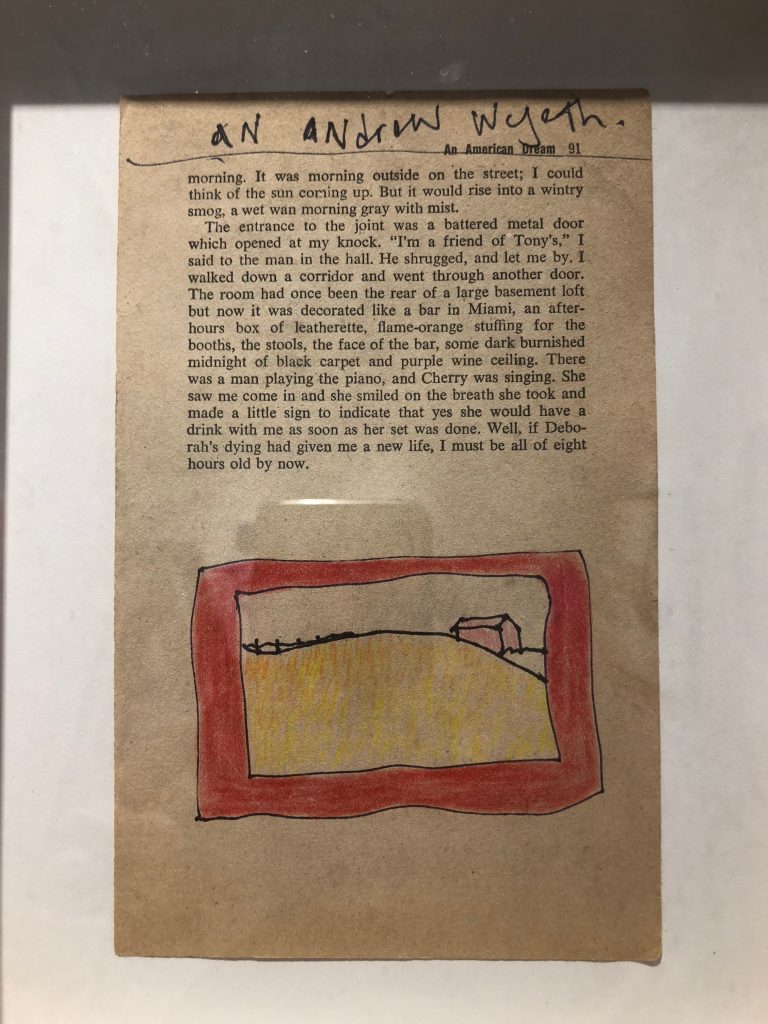 AN ANDREW WYETH.
An American Dream 91
morning. It was morning outside on the street; I could
think of the sun coming up. But it would rise into a wintry
smog, a wet wan morning gray with mist.
The entrance to the joint was a battered metal door
which opened at my knock. “I’m a friend of Tony’s,” I
said to the man in the hall. He shrugged, and let me by. I
walked down a corridor and went through another door.
The room had once been the rear of a large basement loft
but now it was decorated like a bar in Miami, an after-
hours box of leatherette, flame-orange stuffing for the
booths, the stools, the face of the bar, some dark burnished
midnight of black carpet and purple wine ceiling. There
was a man playing the piano, and Cherry was singing. She
saw me come in and she smiled on the breath she took and
made a little sign to indicate that yes she would have a
drink with me as soon as her set was done. Well, if Debo-
rah’s dying had given me a new life, I must be all of eight
hours old by now.